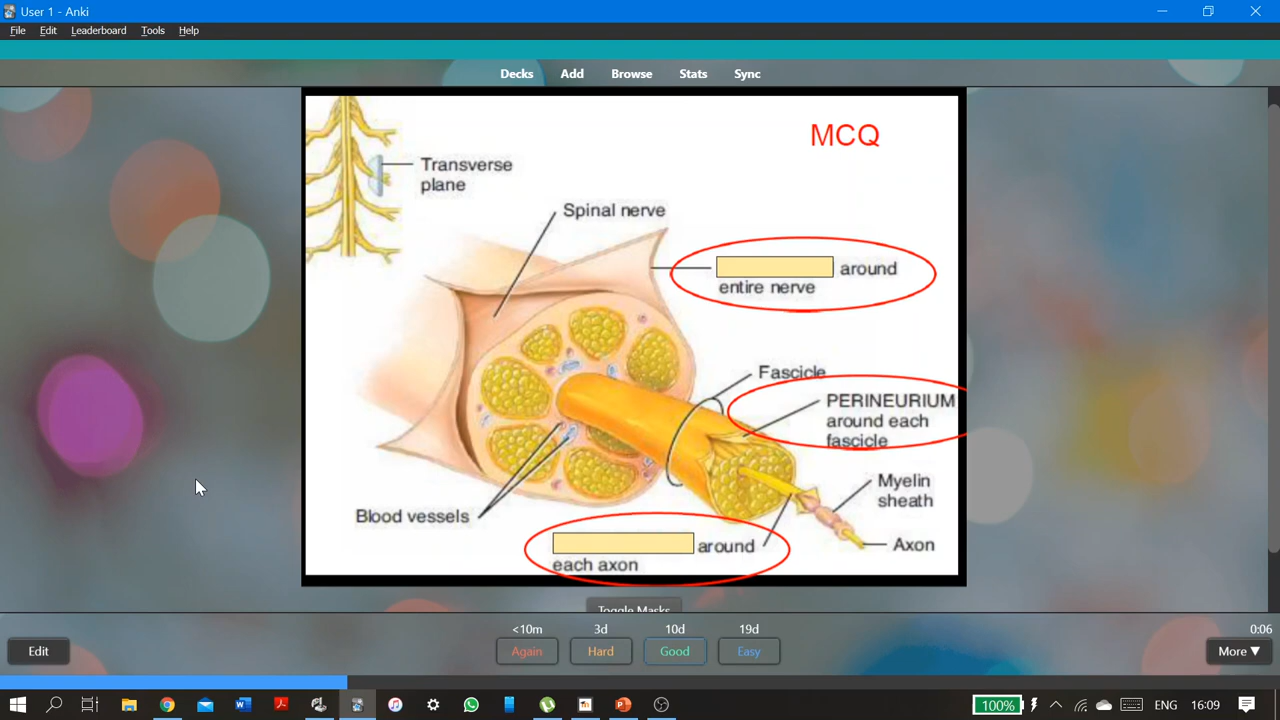 User 1 - Anki
File Edit Leaderboard Tools Help
Decks Add Browse Stats Sync
MCQ
Transverse
plane
Spinal nerve
around
entire nerve
Fascicle
PERINEURIUM
around each
fascicle
Myelin
sheath
Blood vessels
around
each axon
Axon
Toggle Masks
<10m 3d 10d 19d 0:06
Edit Again Hard Good Easy More ▼
100% ENG 16:09